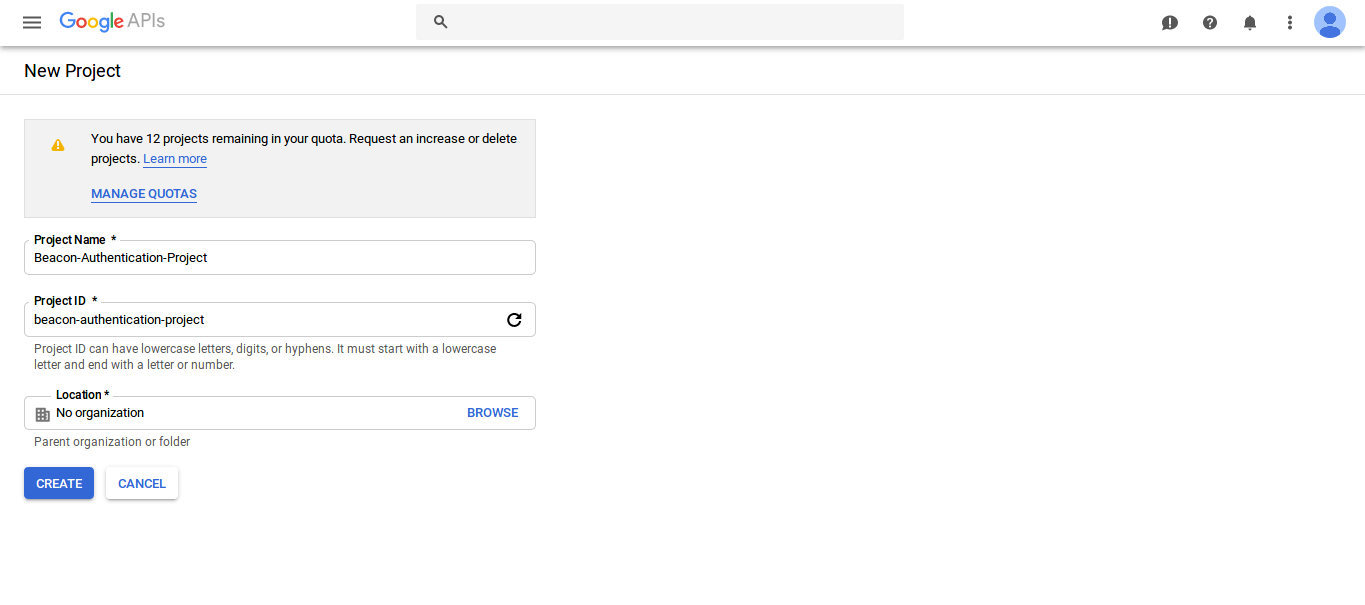 Google APIs
New Project
You have 12 projects remaining in your quota. Request an increase or delete
projects. Learn more
MANAGE QUOTAS
Project Name *
Beacon-Authentication-Project
Project ID *
beacon-authentication-project
Project ID can have lowercase letters, digits, or hyphens. It must start with a lowercase
letter and end with a letter or number.
Location *
No organization BROWSE
Parent organization or folder
CREATE CANCEL